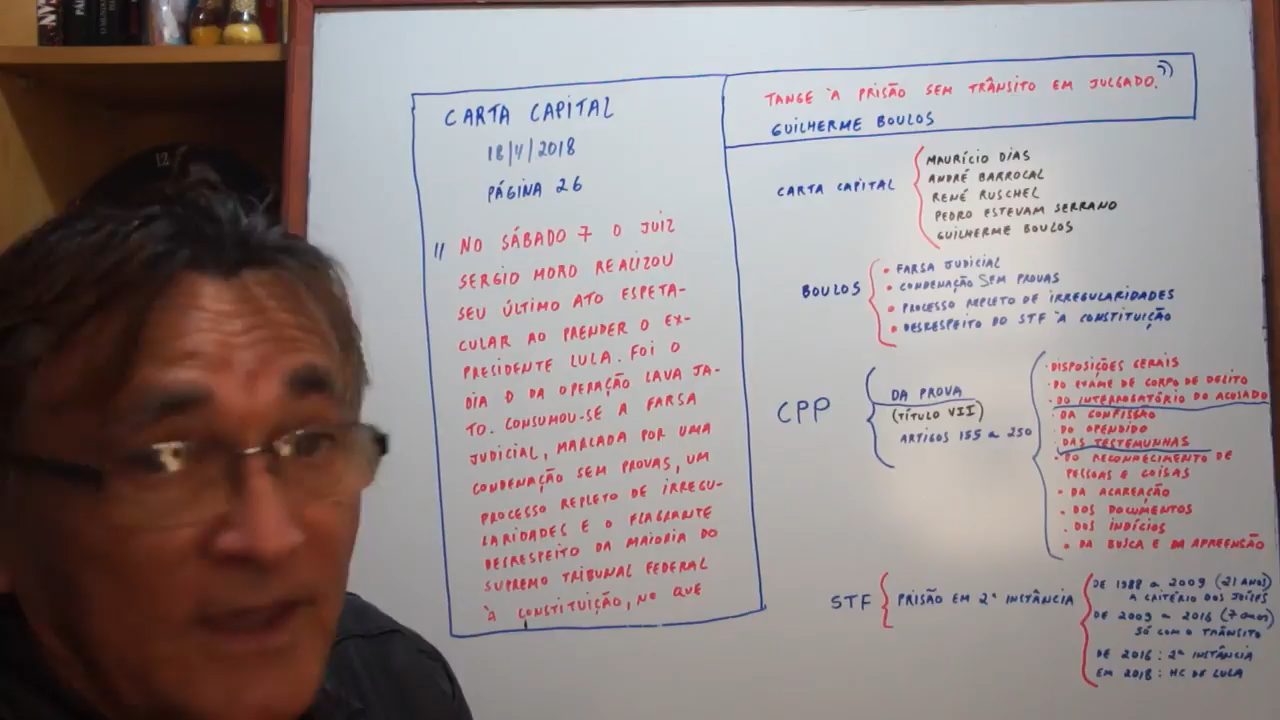 CARTA CAPITAL
18/4/2018
PÁGINA 26
" NO SÁBADO 7 O JUIZ
SERGIO MORO REALIZOU
SEU ÚLTIMO ATO ESPETA-
CULAR AO PRENDER O EX-
PRESIDENTE LULA. FOI O
DIA D DA OPERAÇÃO LAVA JA-
TO. CONSUMOU-SE A FARSA
JUDICIAL, MARCADA POR UMA
CONDENAÇÃO SEM PROVAS, UM
PROCESSO REPLETO DE IRREGU-
LARIDADES E O FLAGRANTE
DESRESPEITO DA MAIORIA DO
SUPREMO TRIBUNAL FEDERAL
À CONSTITUIÇÃO, NO QUE
TANGE À PRISÃO SEM TRÂNSITO EM JULGADO."
GUILHERME BOULOS
CARTA CAPITAL
MAURÍCIO DIAS
ANDRÉ BARROCAL
RENÉ RUSCHEL
PEDRO ESTEVAM SERRANO
GUILHERME BOULOS
BOULOS
• FARSA JUDICIAL
• CONDENAÇÃO SEM PROVAS
• PROCESSO REPLETO DE IRREGULARIDADES
• DESRESPEITO DO STF À CONSTITUIÇÃO
CPP
DA PROVA
(TÍTULO VII)
ARTIGOS 155 a 250
• DISPOSIÇÕES GERAIS
• DO EXAME DE CORPO DE DELITO
• DO INTERROGATÓRIO DO ACUSADO
• DA CONFISSÃO
• DO OFENDIDO
• DAS TESTEMUNHAS
• DO RECONHECIMENTO DE
PESSOAS E COISAS
• DA ACAREAÇÃO
• DOS DOCUMENTOS
• DOS INDÍCIOS
• DA BUSCA E DA APREENSÃO
STF
PRISÃO EM 2ª INSTÂNCIA
DE 1988 a 2009 (21 ANOS)
A CRITÉRIO DOS JUÍZES
DE 2009 a 2016 (7 anos)
SÓ COM O TRÂNSITO
DE 2016: 2ª INSTÂNCIA
EM 2018: HC DE LULA
12